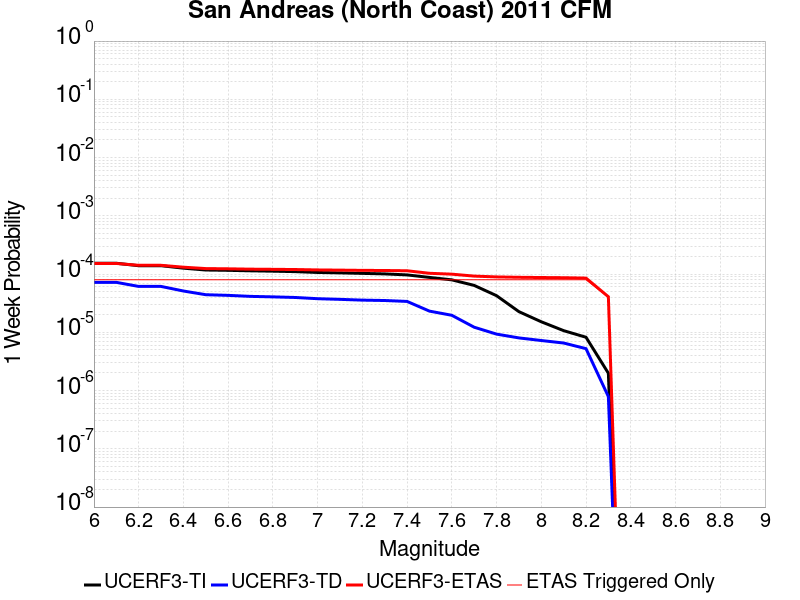 San Andreas (North Coast) 2011 CFM
10^0
10^-1
10^-2
10^-3
10^-4
10^-5
10^-6
10^-7
10^-8
1 Week Probability
6 6.2 6.4 6.6 6.8 7 7.2 7.4 7.6 7.8 8 8.2 8.4 8.6 8.8 9
Magnitude
UCERF3-TI UCERF3-TD UCERF3-ETAS ETAS Triggered Only